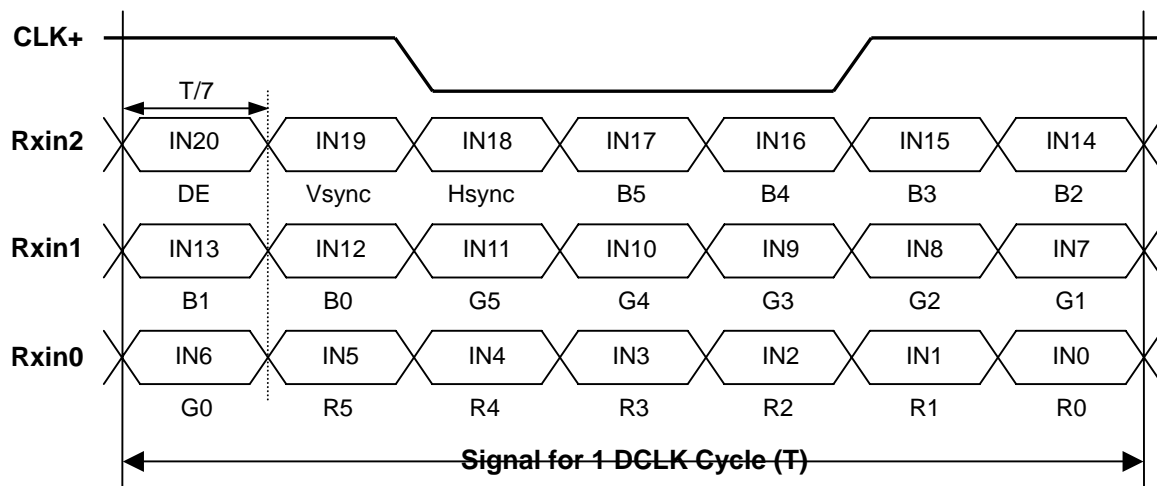 CLK+
T/7
Rxin2 IN20 IN19 IN18 IN17 IN16 IN15 IN14
DE Vsync Hsync B5 B4 B3 B2
Rxin1 IN13 IN12 IN11 IN10 IN9 IN8 IN7
B1 B0 G5 G4 G3 G2 G1
Rxin0 IN6 IN5 IN4 IN3 IN2 IN1 IN0
G0 R5 R4 R3 R2 R1 R0
Signal for 1 DCLK Cycle (T)